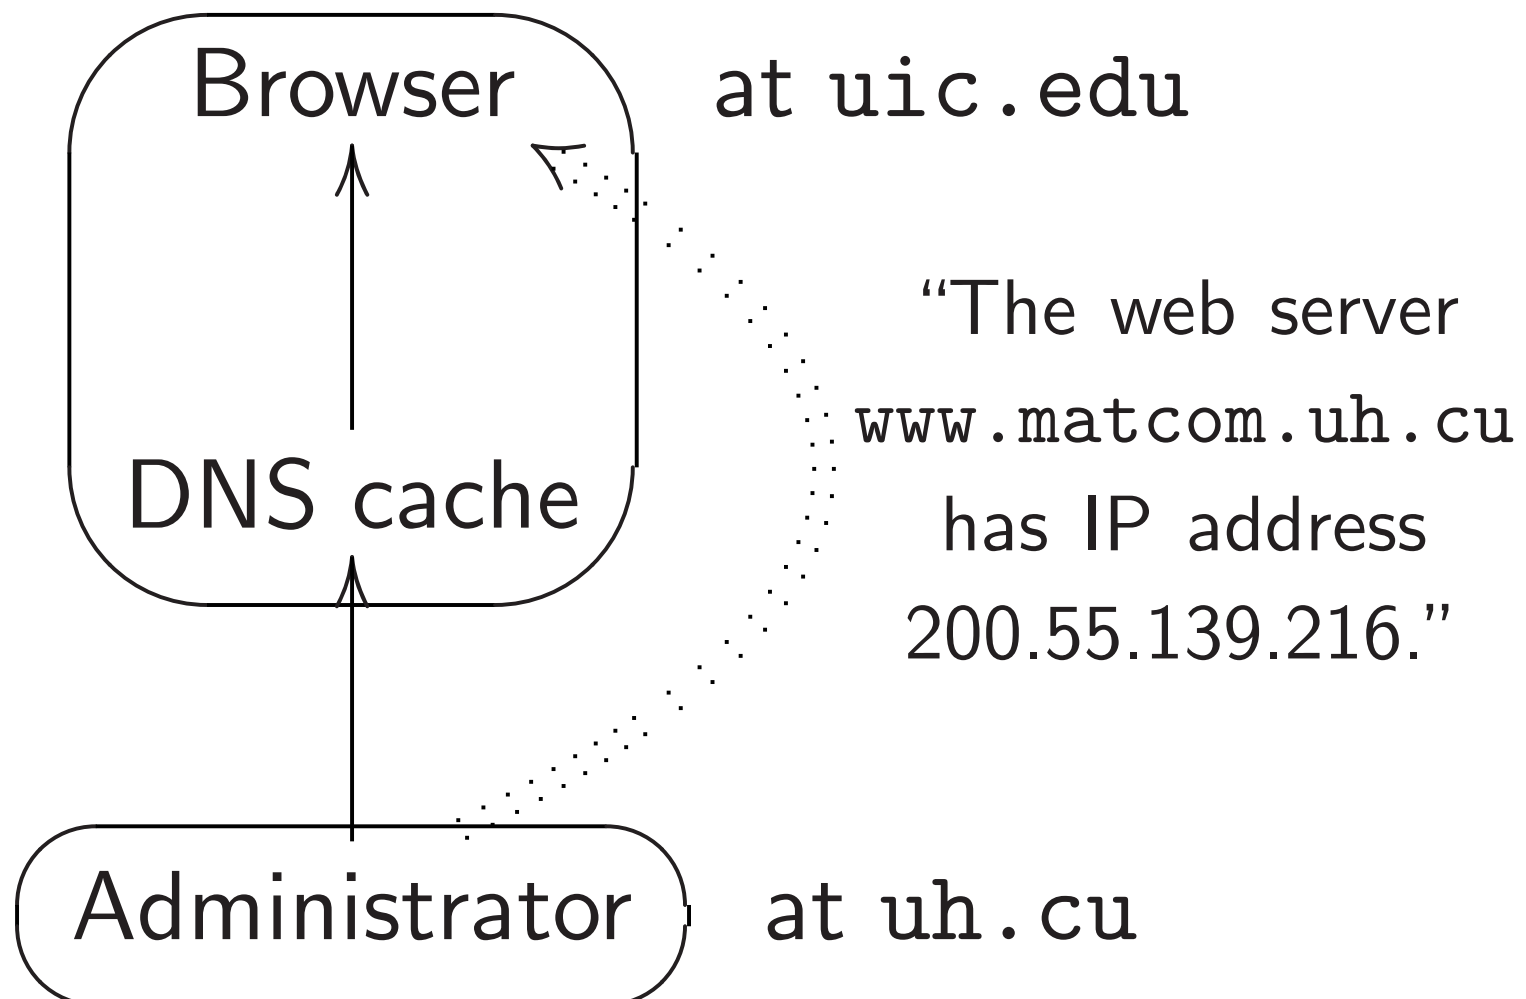 Browser at uic.edu
“The web server
www.matcom.uh.cu
DNS cache
has IP address
200.55.139.216.”
Administrator at uh.cu